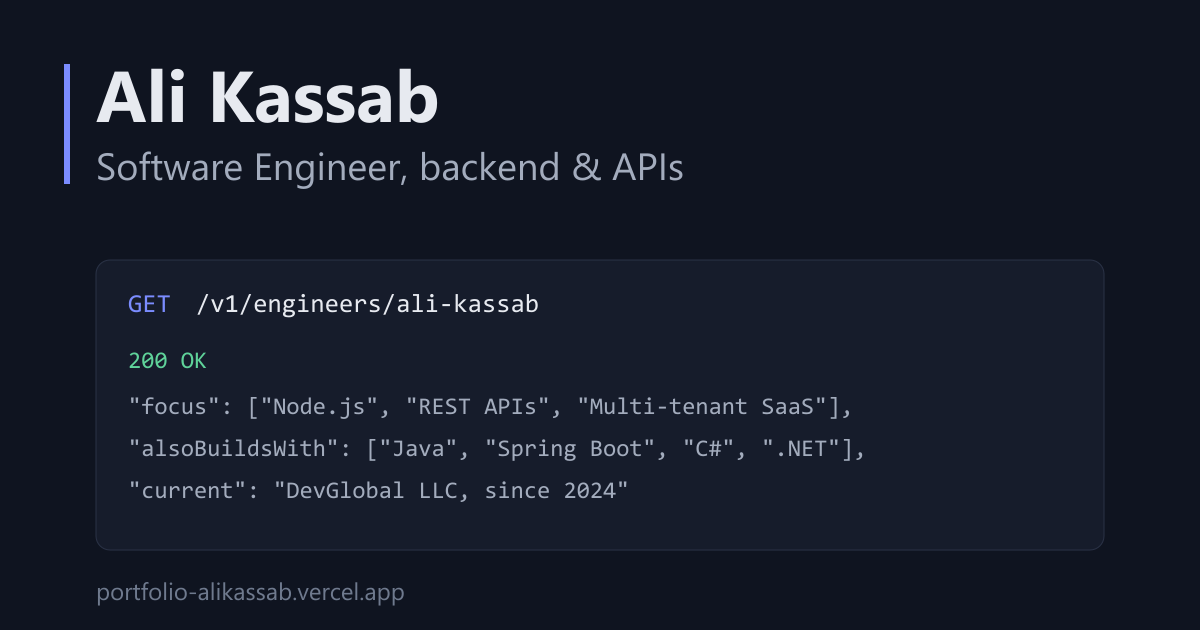 Ali Kassab
Software Engineer, backend & APIs
GET /v1/engineers/ali-kassab
200 OK
"focus": ["Node.js", "REST APIs", "Multi-tenant SaaS"],
"alsoBuildsWith": ["Java", "Spring Boot", "C#", ".NET"],
"current": "DevGlobal LLC, since 2024"
portfolio-alikassab.vercel.app